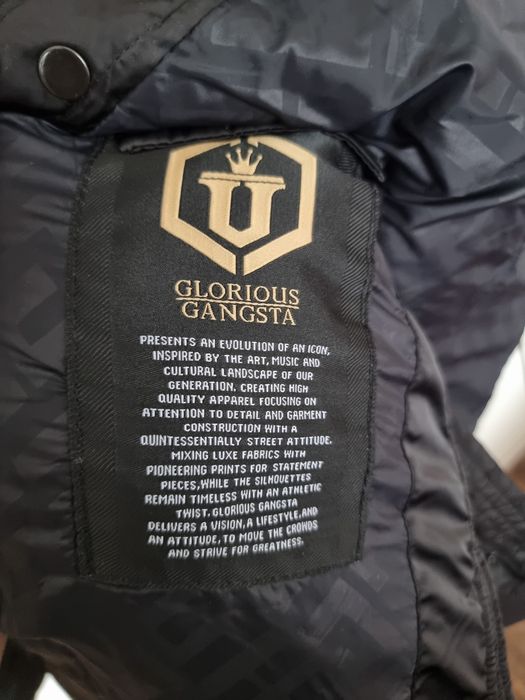 U
GLORIOUS
GANGSTA
PRESENTS AN EVOLUTION OF AN ICON,
INSPIRED BY THE ART, MUSIC AND
CULTURAL LANDSCAPE OF OUR
GENERATION. CREATING HIGH
QUALITY APPAREL FOCUSING ON
ATTENTION TO DETAIL AND GARMENT
CONSTRUCTION WITH A
QUINTESSENTIALLY STREET ATTITUDE.
MIXING LUXE FABRICS WITH
PIONEERING PRINTS FOR STATEMENT
PIECES,WHILE THE SILHOUETTES
REMAIN TIMELESS WITH AN ATHLETIC
TWIST. GLORIOUS GANGSTA
DELIVERS A VISION, A LIFESTYLE,AND
AN ATTITUDE, TO MOVE THE CROWDS
AND STRIVE FOR GREATNESS.